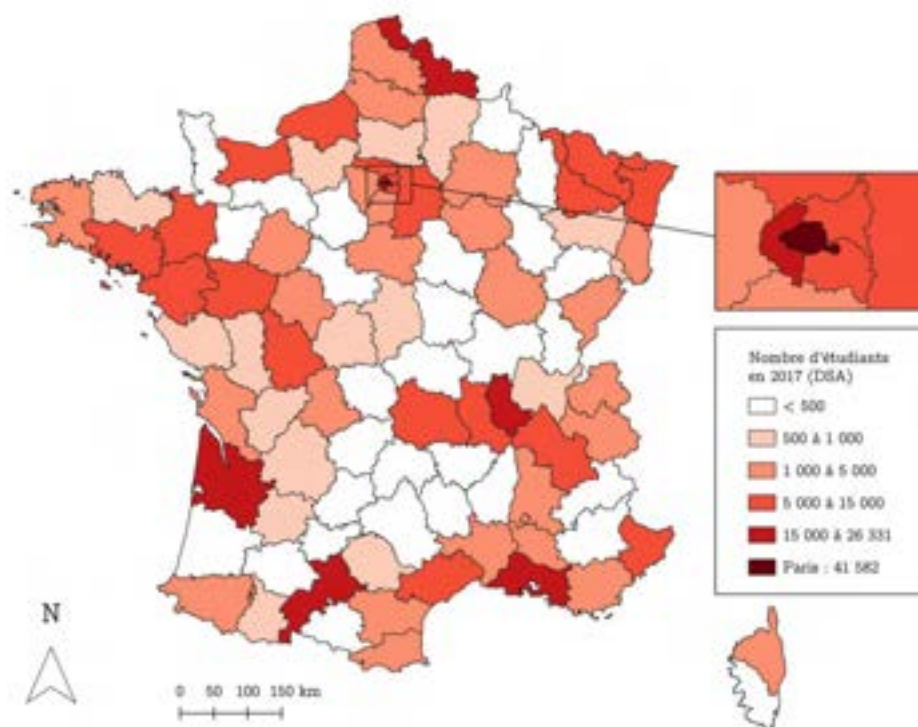 Nombre d'étudiants
en 2017 (DSA)
< 500
500 à 1 000
1 000 à 5 000
5 000 à 15 000
15 000 à 26 331
Paris : 41 582
N
0 50 100 150 km